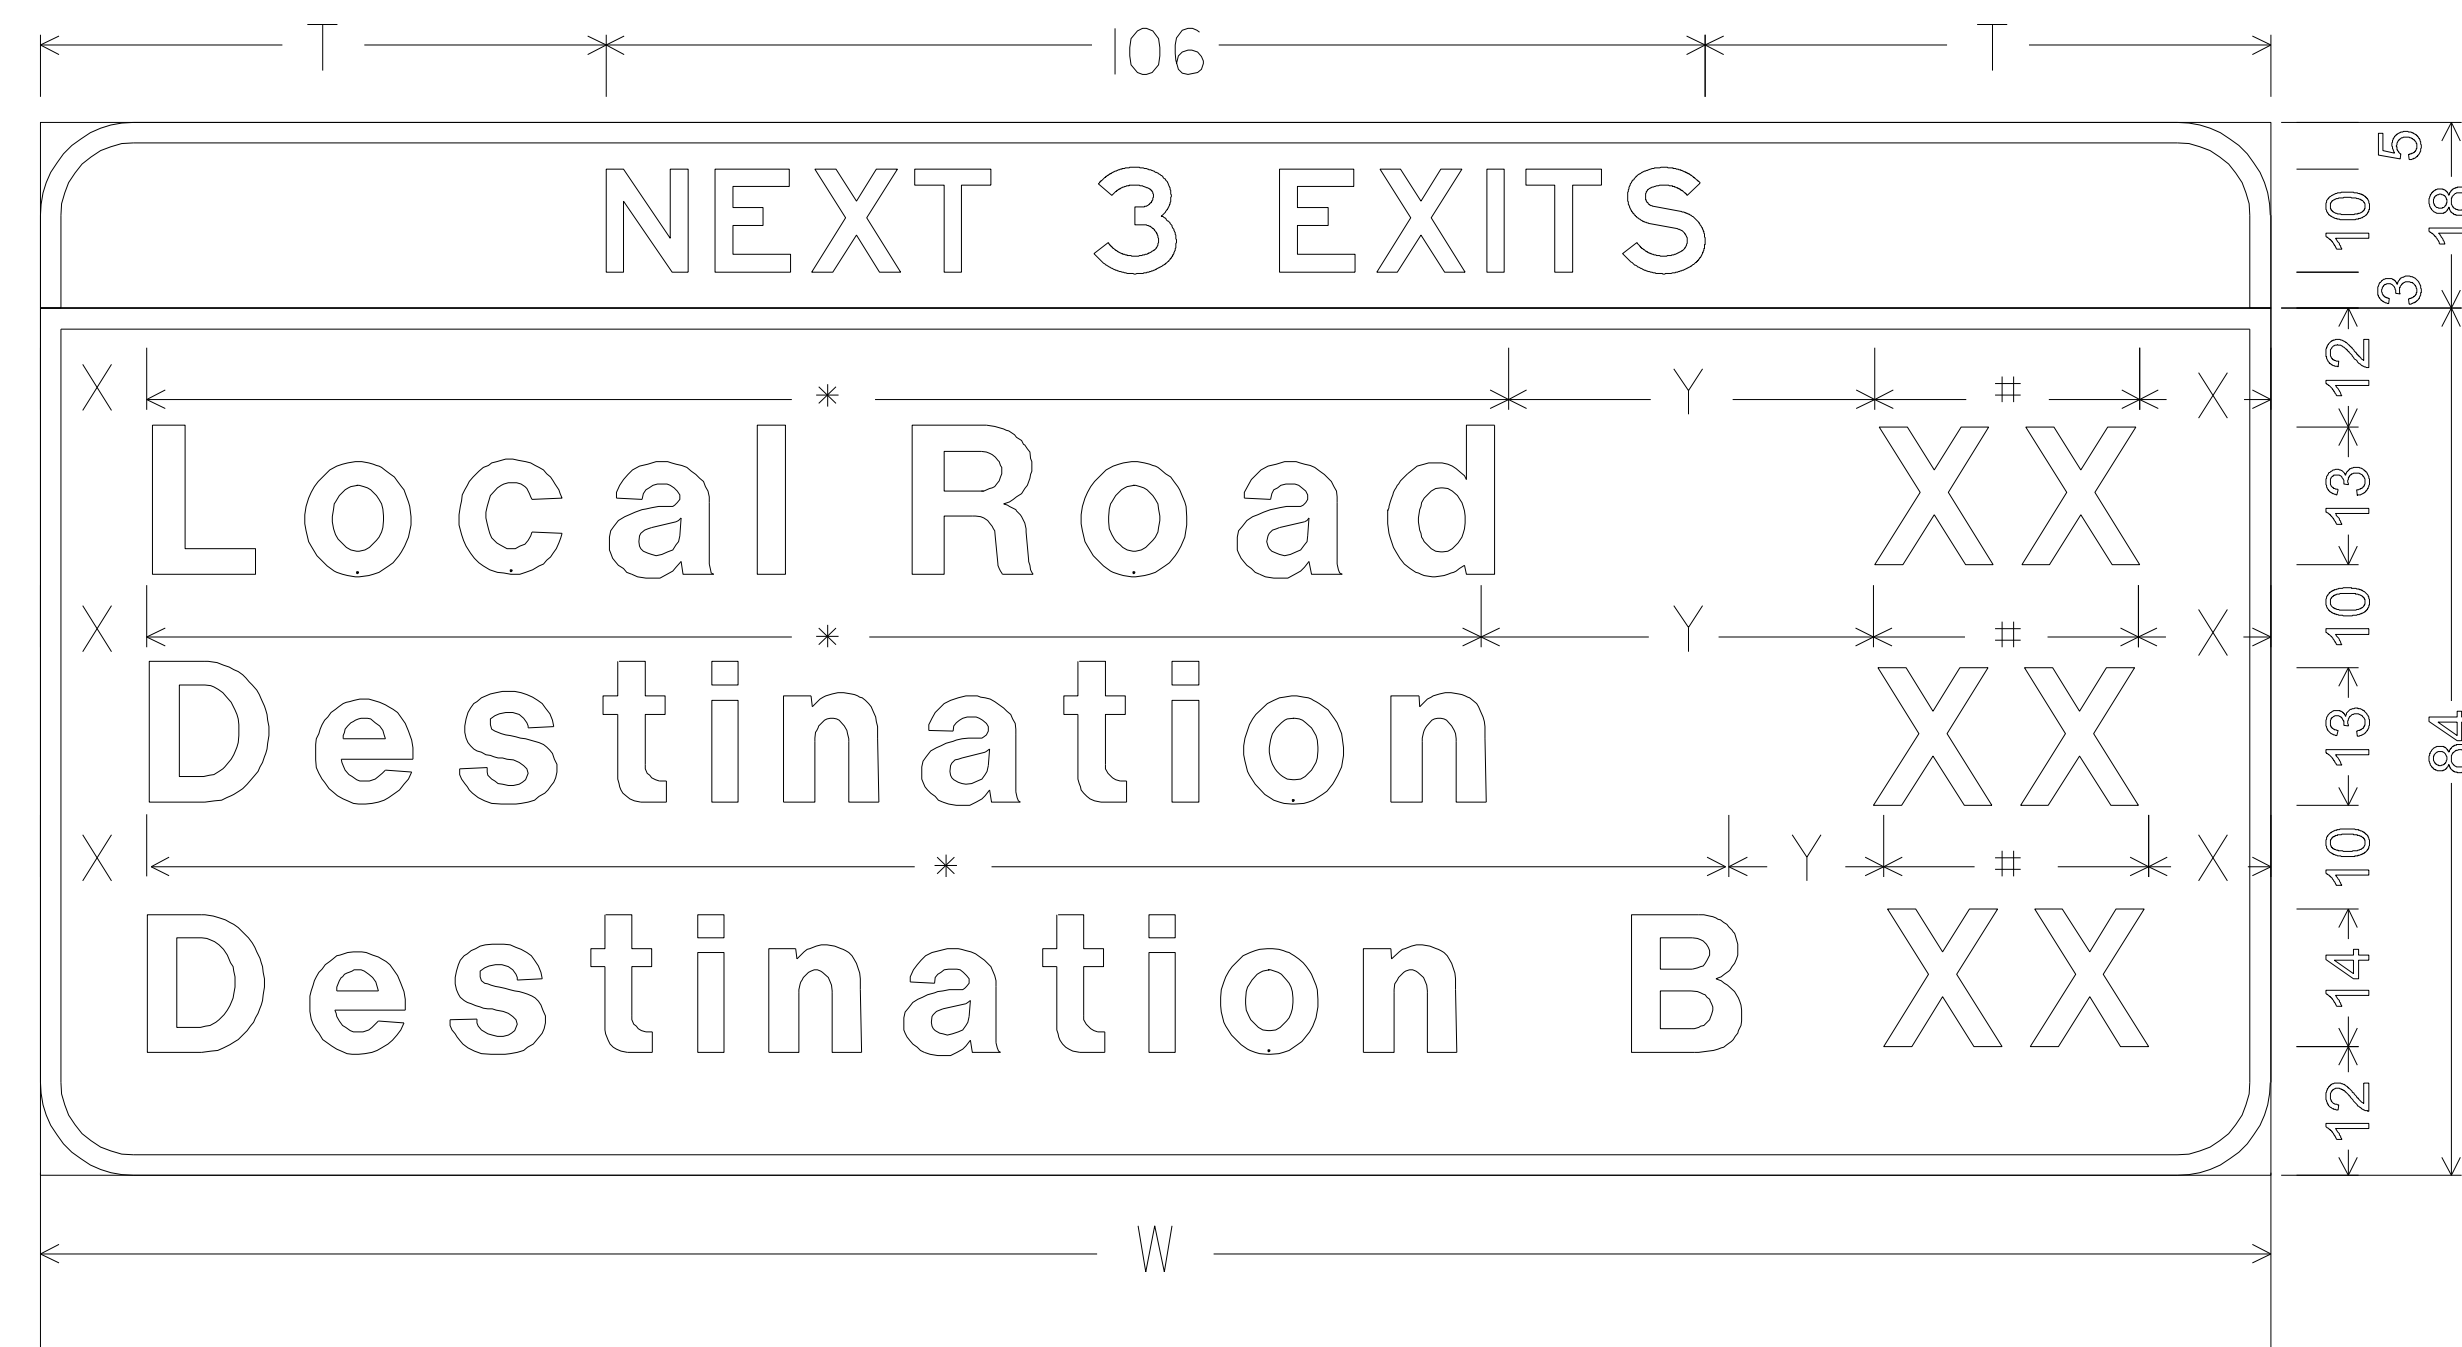 T 106 T
NEXT 3 EXITS
X * Y # X
Local Road XX
X * Y # X
Destination XX
X * Y # X
Destination B XX
W
5
10
3
18
12
13
10
13
10
14
12
84